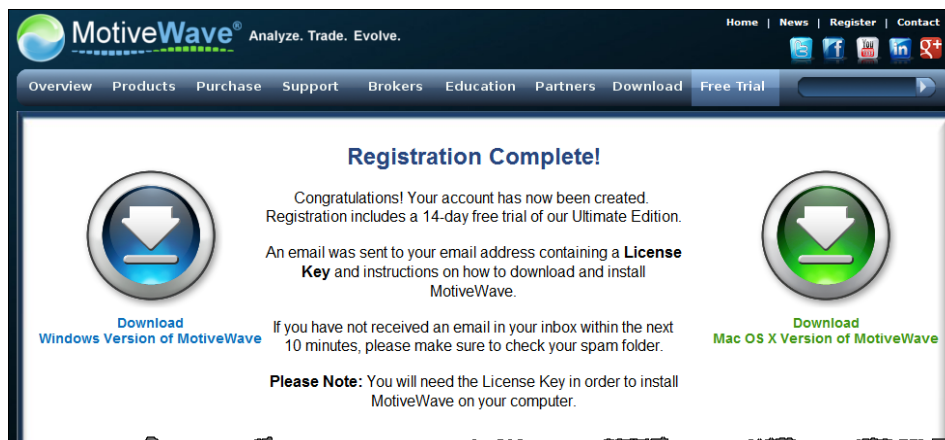 MotiveWave® Analyze. Trade. Evolve.
Home | News | Register | Contact
You
Overview Products Purchase Support Brokers Education Partners Download Free Trial
Registration Complete!
Congratulations! Your account has now been created.
Registration includes a 14-day free trial of our Ultimate Edition.
An email was sent to your email address containing a License
Key and instructions on how to download and install
MotiveWave.
If you have not received an email in your inbox within the next
10 minutes, please make sure to check your spam folder.
Please Note: You will need the License Key in order to install
MotiveWave on your computer.
Download
Windows Version of MotiveWave
Download
Mac OS X Version of MotiveWave